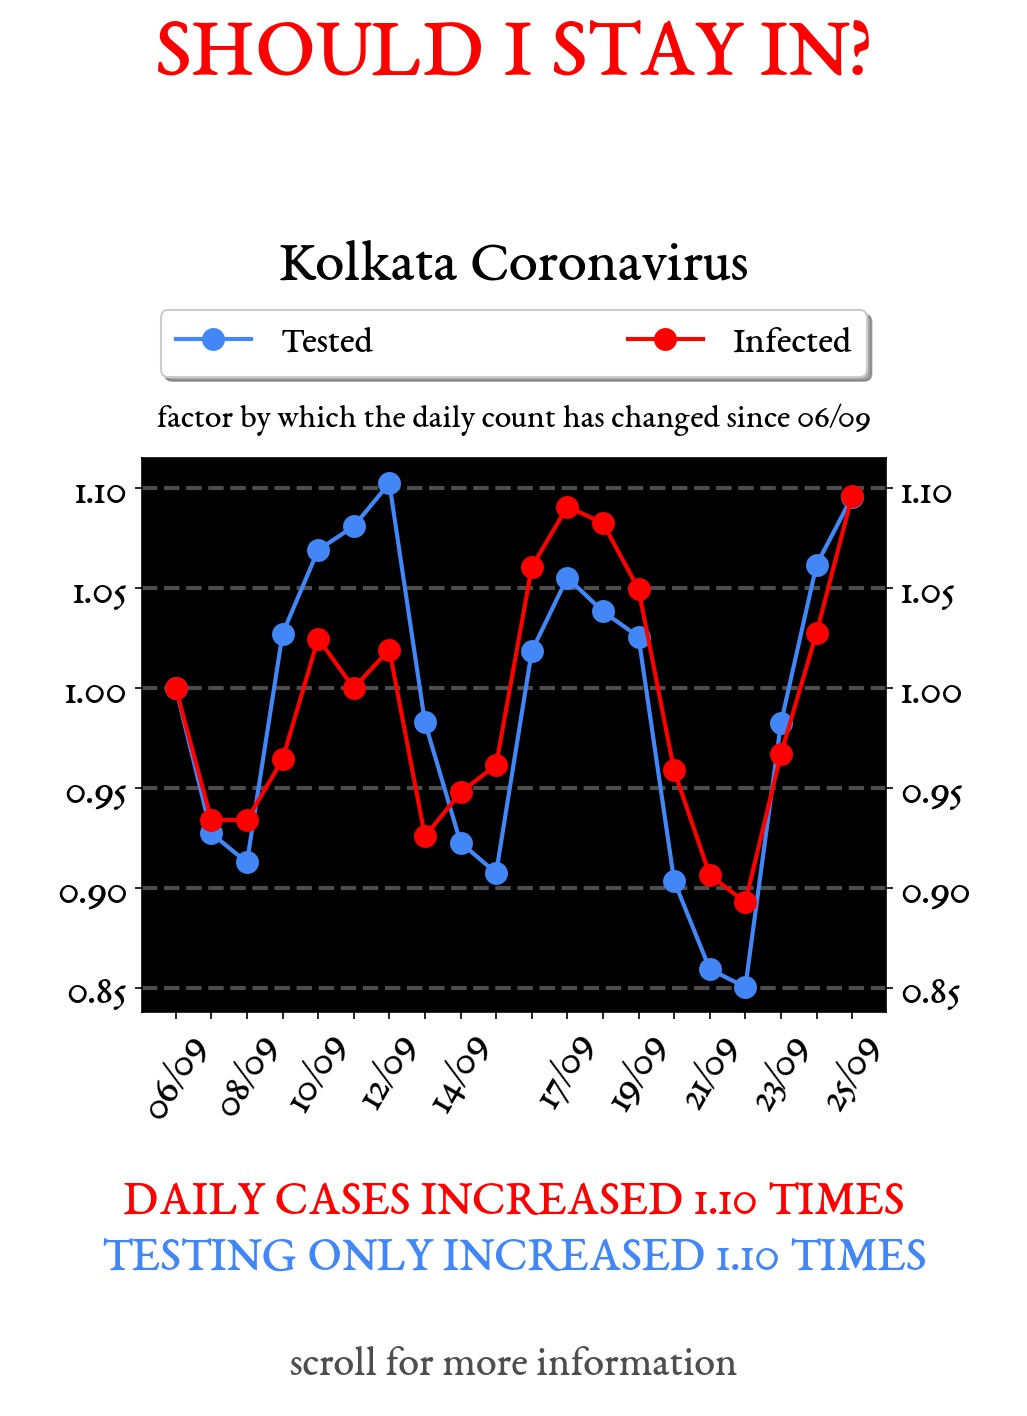 SHOULD I STAY IN?
Kolkata Coronavirus
Tested Infected
factor by which the daily count has changed since 06/09
1.10 1.10
1.05 1.05
1.00 1.00
0.95 0.95
0.90 0.90
0.85 0.85
06/09 08/09 10/09 12/09 14/09 17/09 19/09 21/09 23/09 25/09
DAILY CASES INCREASED 1.10 TIMES
TESTING ONLY INCREASED 1.10 TIMES
scroll for more information